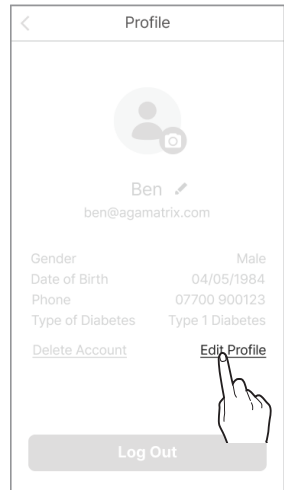 Profile
Ben
ben@agamatrix.com
Gender Male
Date of Birth 04/05/1984
Phone 07700 900123
Type of Diabetes Type 1 Diabetes
Delete Account Edit Profile
Log Out